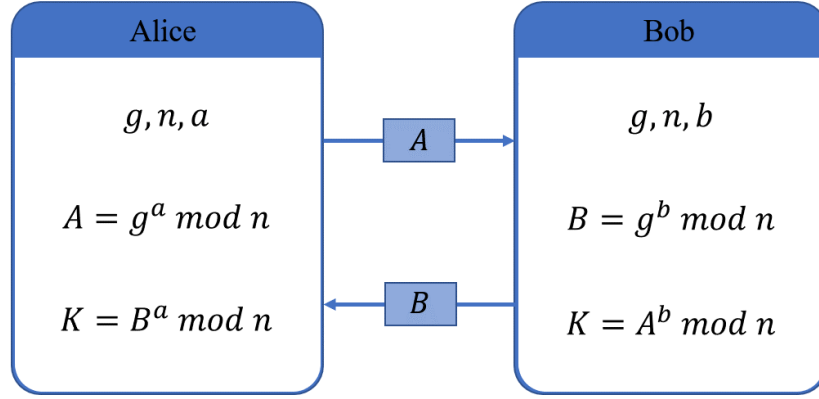 Alice
g, n, a
A = g^a mod n
K = B^a mod n
A
B
Bob
g, n, b
B = g^b mod n
K = A^b mod n